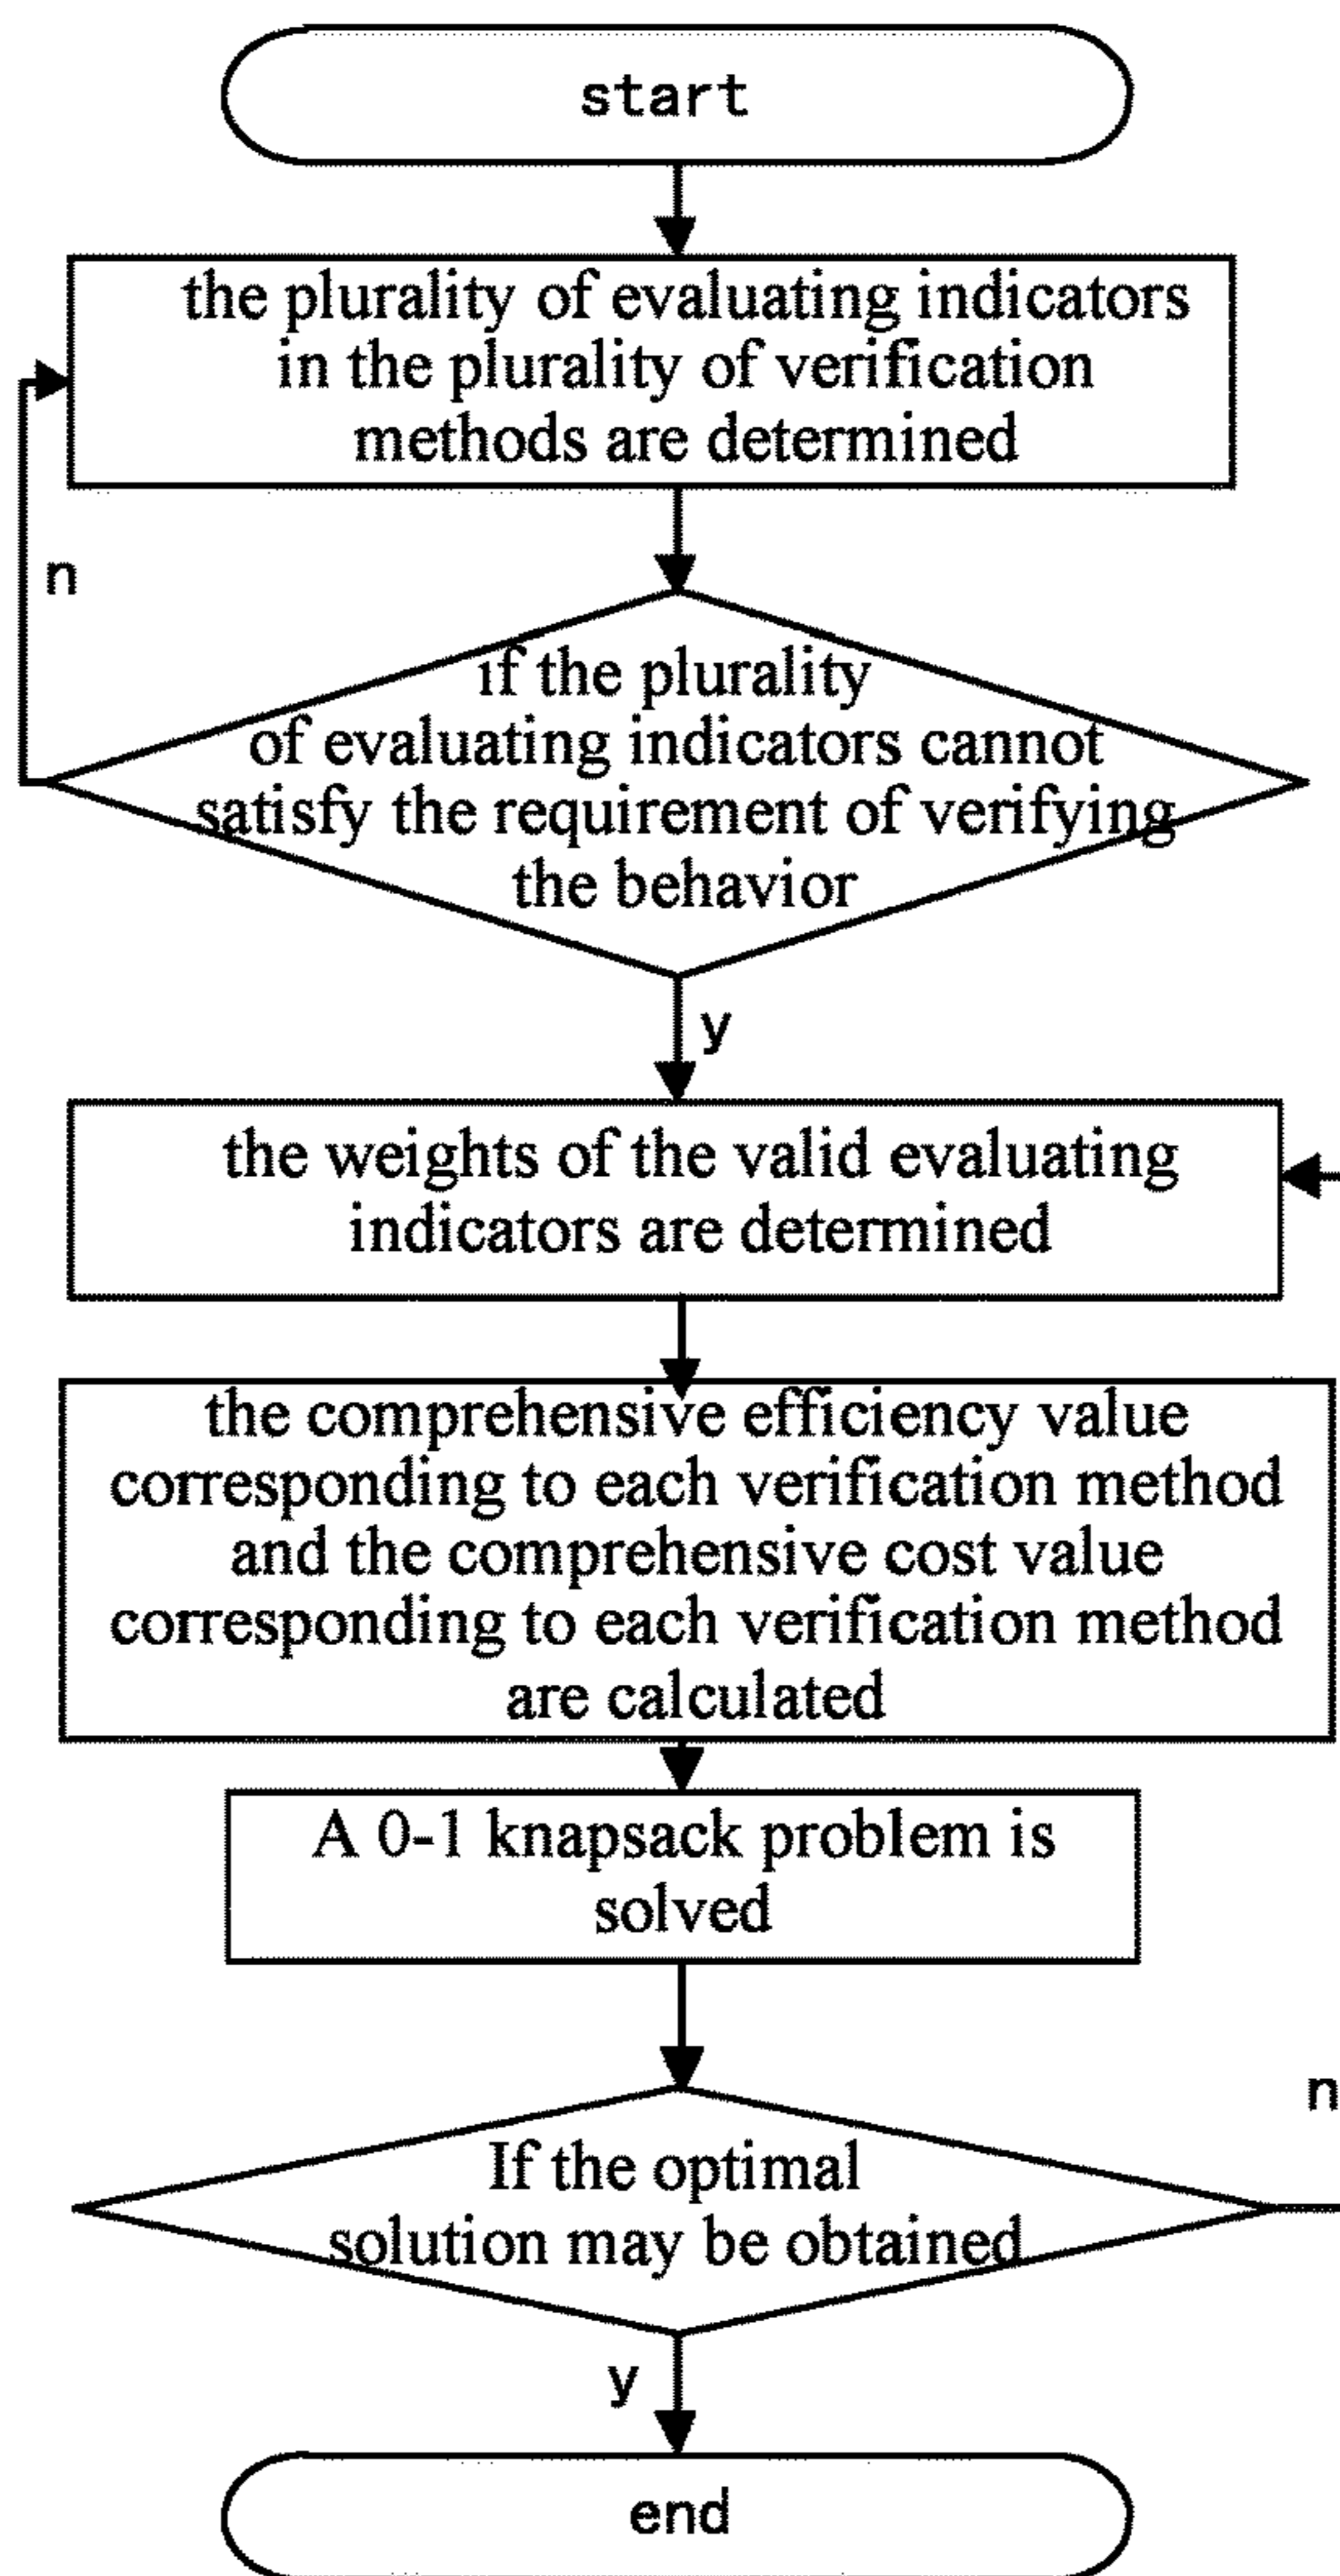 start
the plurality of evaluating indicators
in the plurality of verification
methods are determined
n
if the plurality
of evaluating indicators cannot
satisfy the requirement of verifying
the behavior
y
the weights of the valid evaluating
indicators are determined
the comprehensive efficiency value
corresponding to each verification method
and the comprehensive cost value
corresponding to each verification method
are calculated
A 0-1 knapsack problem is
solved
n
If the optimal
solution may be obtained
y
end